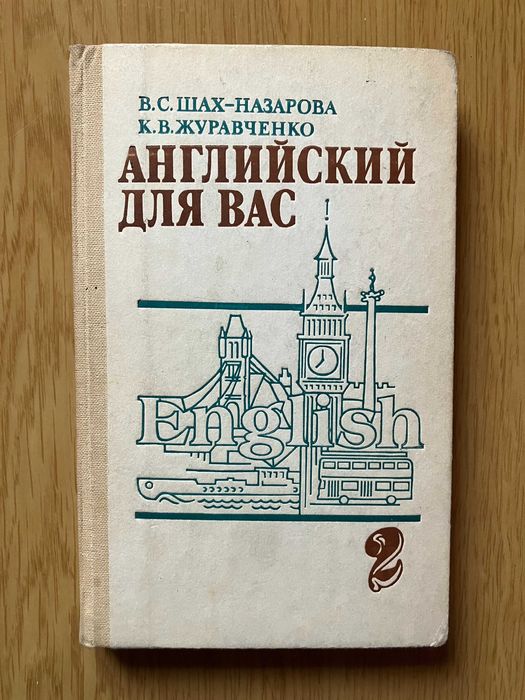 В.С. ШАХ-НАЗАРОВА
К.В. ЖУРАВЧЕНКО
АНГЛИЙСКИЙ
ДЛЯ ВАС
English
2